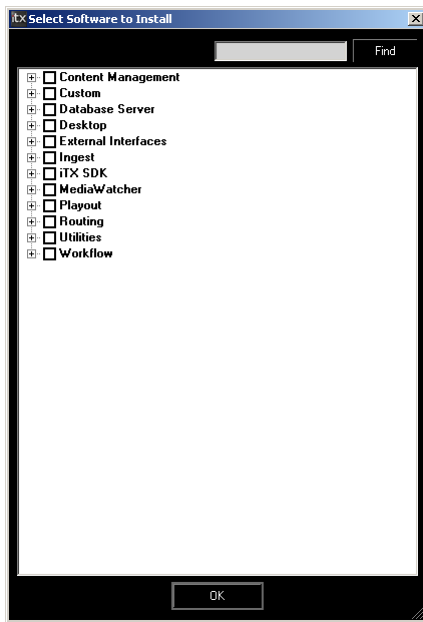 itx Select Software to Install
Find
Content Management
Custom
Database Server
Desktop
External Interfaces
Ingest
iTX SDK
MediaWatcher
Playout
Routing
Utilities
Workflow
OK